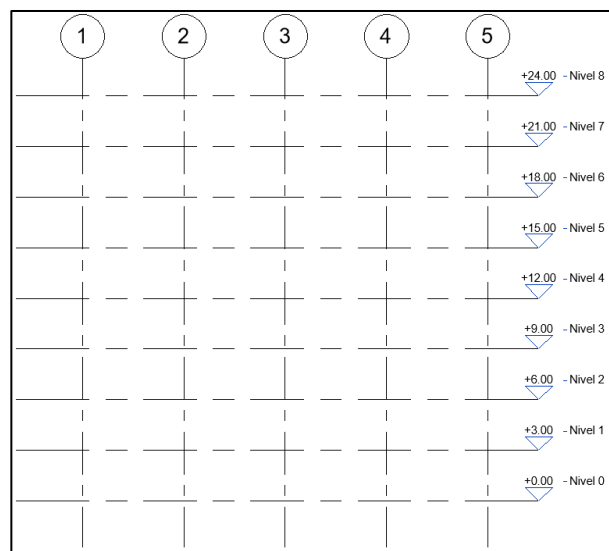 1 2 3 4 5
+24.00 - Nivel 8
+21.00 - Nivel 7
+18.00 - Nivel 6
+15.00 - Nivel 5
+12.00 - Nivel 4
+9.00 - Nivel 3
+6.00 - Nivel 2
+3.00 - Nivel 1
+0.00 - Nivel 0